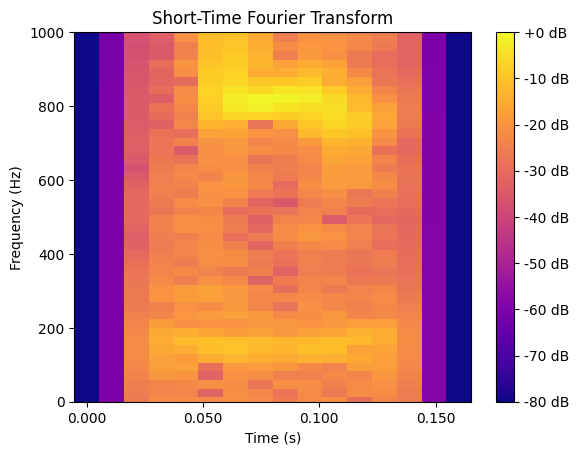 Short-Time Fourier Transform
1000
800
600
400
200
0
Frequency (Hz)
0.000
0.050
0.100
0.150
Time (s)
+0 dB
-10 dB
-20 dB
-30 dB
-40 dB
-50 dB
-60 dB
-70 dB
-80 dB